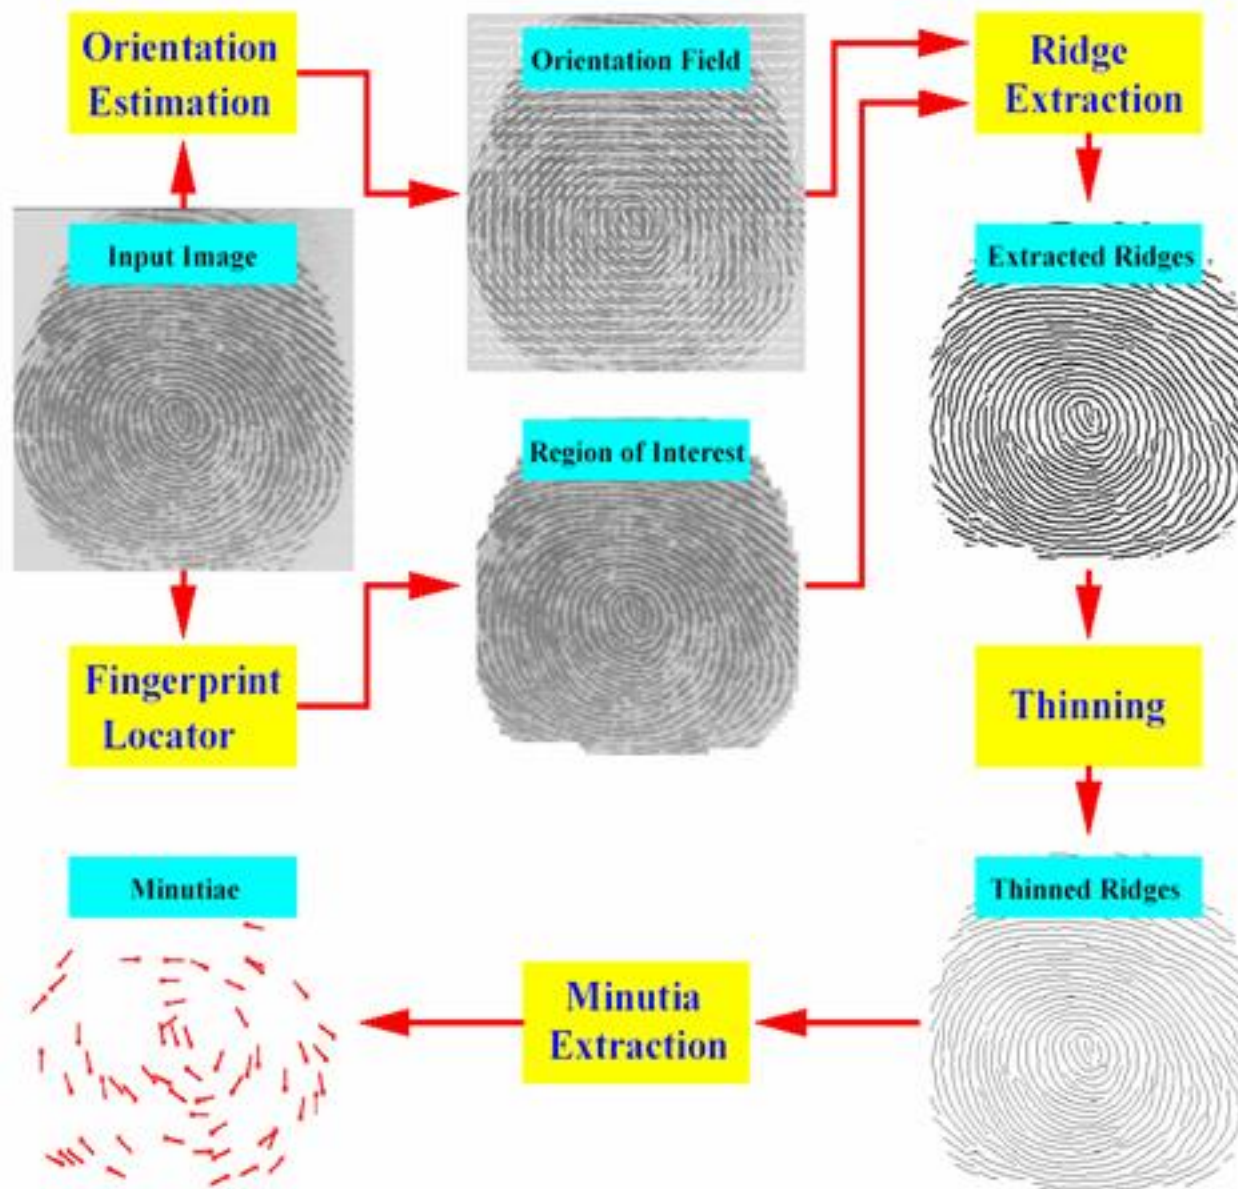 Orientation
Estimation
Orientation Field
Ridge
Extraction
Input Image
Extracted Ridges
Region of Interest
Fingerprint
Locator
Thinning
Minutiae
Thinned Ridges
Minutia
Extraction